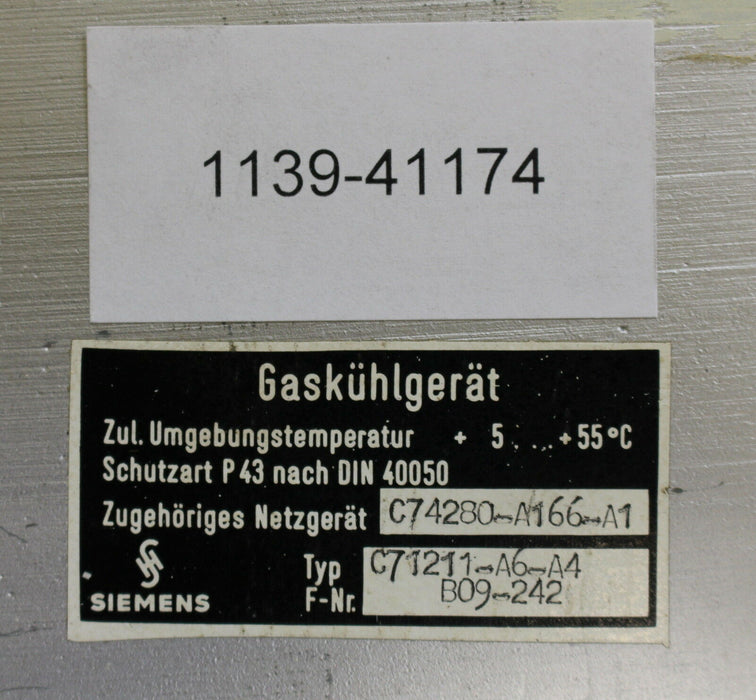 1139-41174
Gaskühlgerät
Zul. Umgebungstemperatur + 5 . . . + 55°C
Schutzart P 43 nach DIN 40050
Zugehöriges Netzgerät C74280-A166-A1
Typ C71211-A6-A4
F-Nr. B09-242
SIEMENS